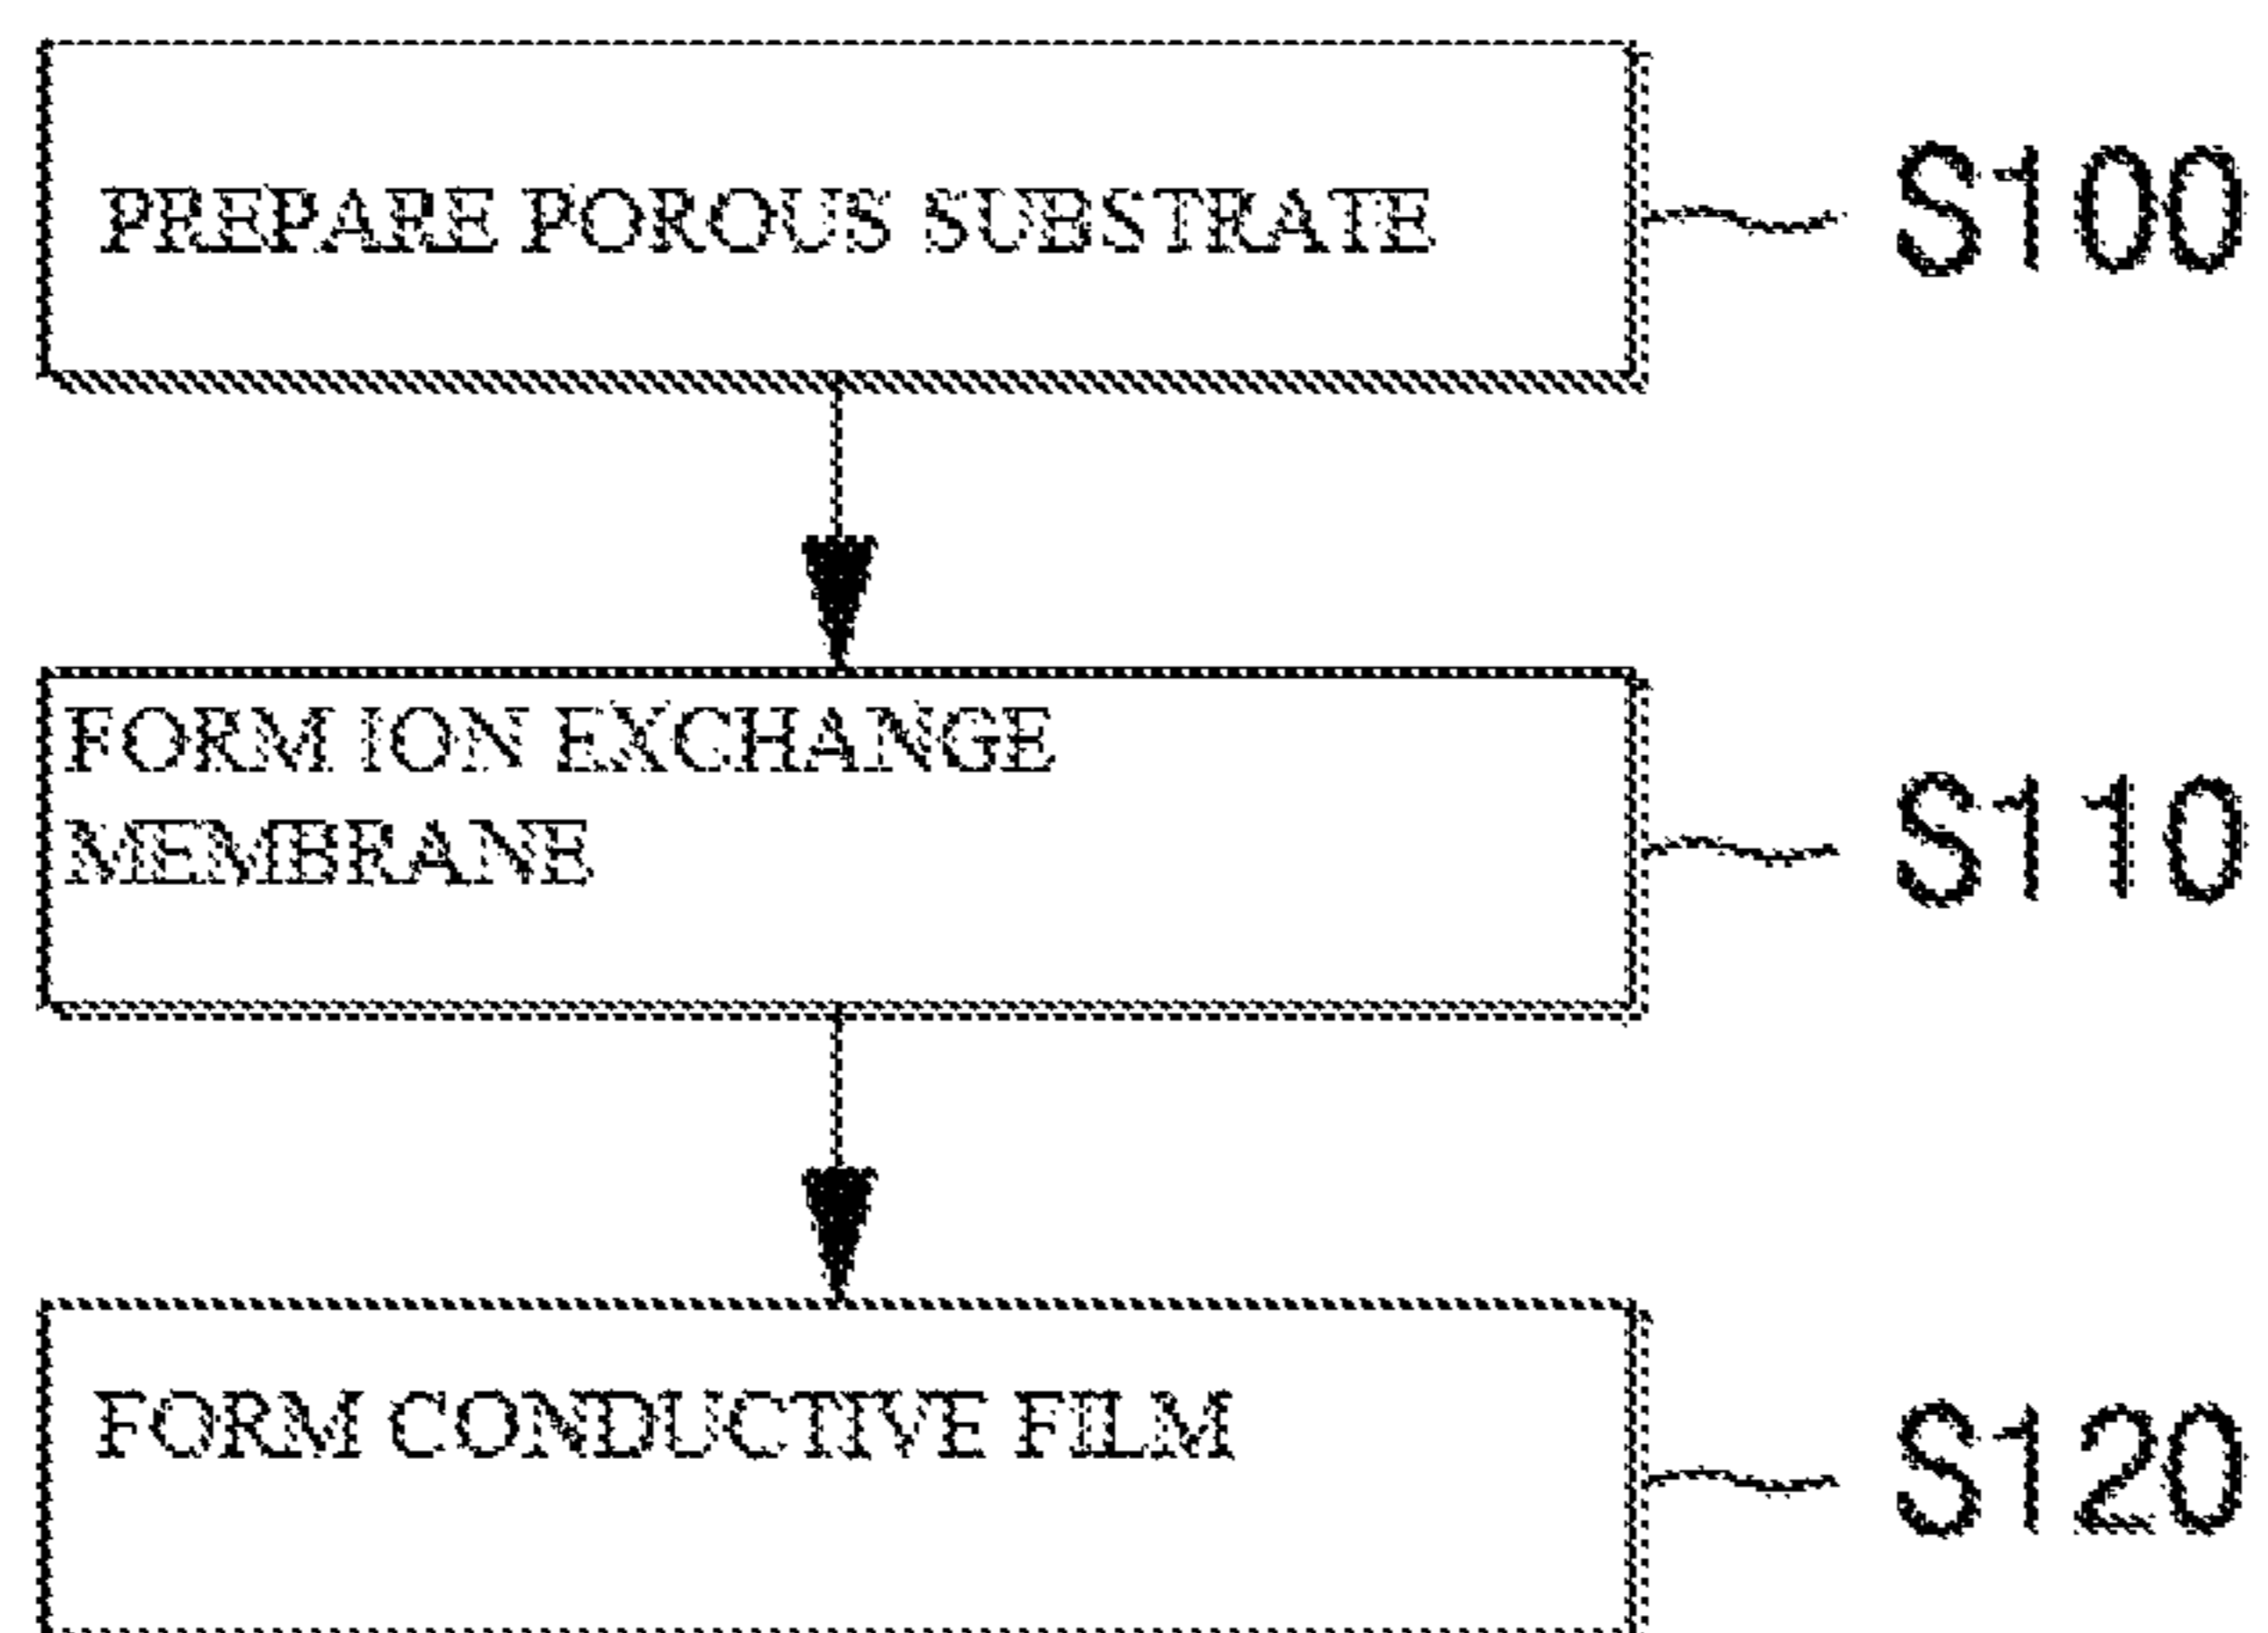 PREPARE POROUS SUBSTRATE
S100
FORM ION EXCHANGE
MEMBRANE
S110
FORM CONDUCTIVE FILM
S120